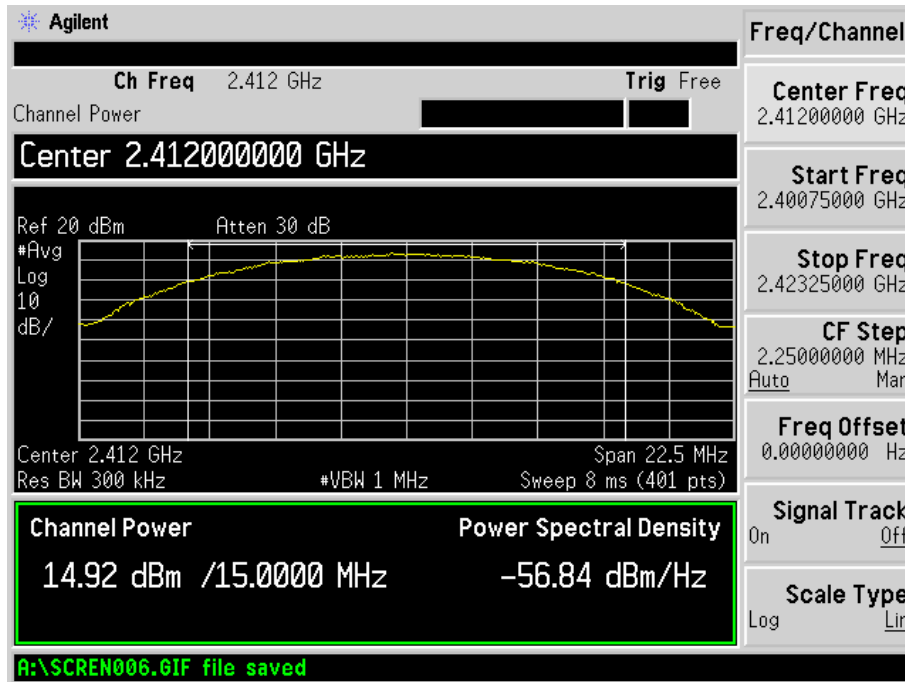 Agilent
Freq/Channel
Ch Freq 2.412 GHz Trig Free
Channel Power
Center 2.412000000 GHz
Ref 20 dBm Atten 30 dB
#Avg
Log
10
dB/
Center 2.412 GHz Span 22.5 MHz
Res BW 300 kHz #VBW 1 MHz Sweep 8 ms (401 pts)
Channel Power Power Spectral Density
14.92 dBm /15.0000 MHz -56.84 dBm/Hz
A:\SCREN006.GIF file saved
Center Freq
2.41200000 GHz
Start Freq
2.40075000 GHz
Stop Freq
2.42325000 GHz
CF Step
2.25000000 MHz
Auto Man
Freq Offset
0.00000000 Hz
Signal Track
On Off
Scale Type
Log Lin